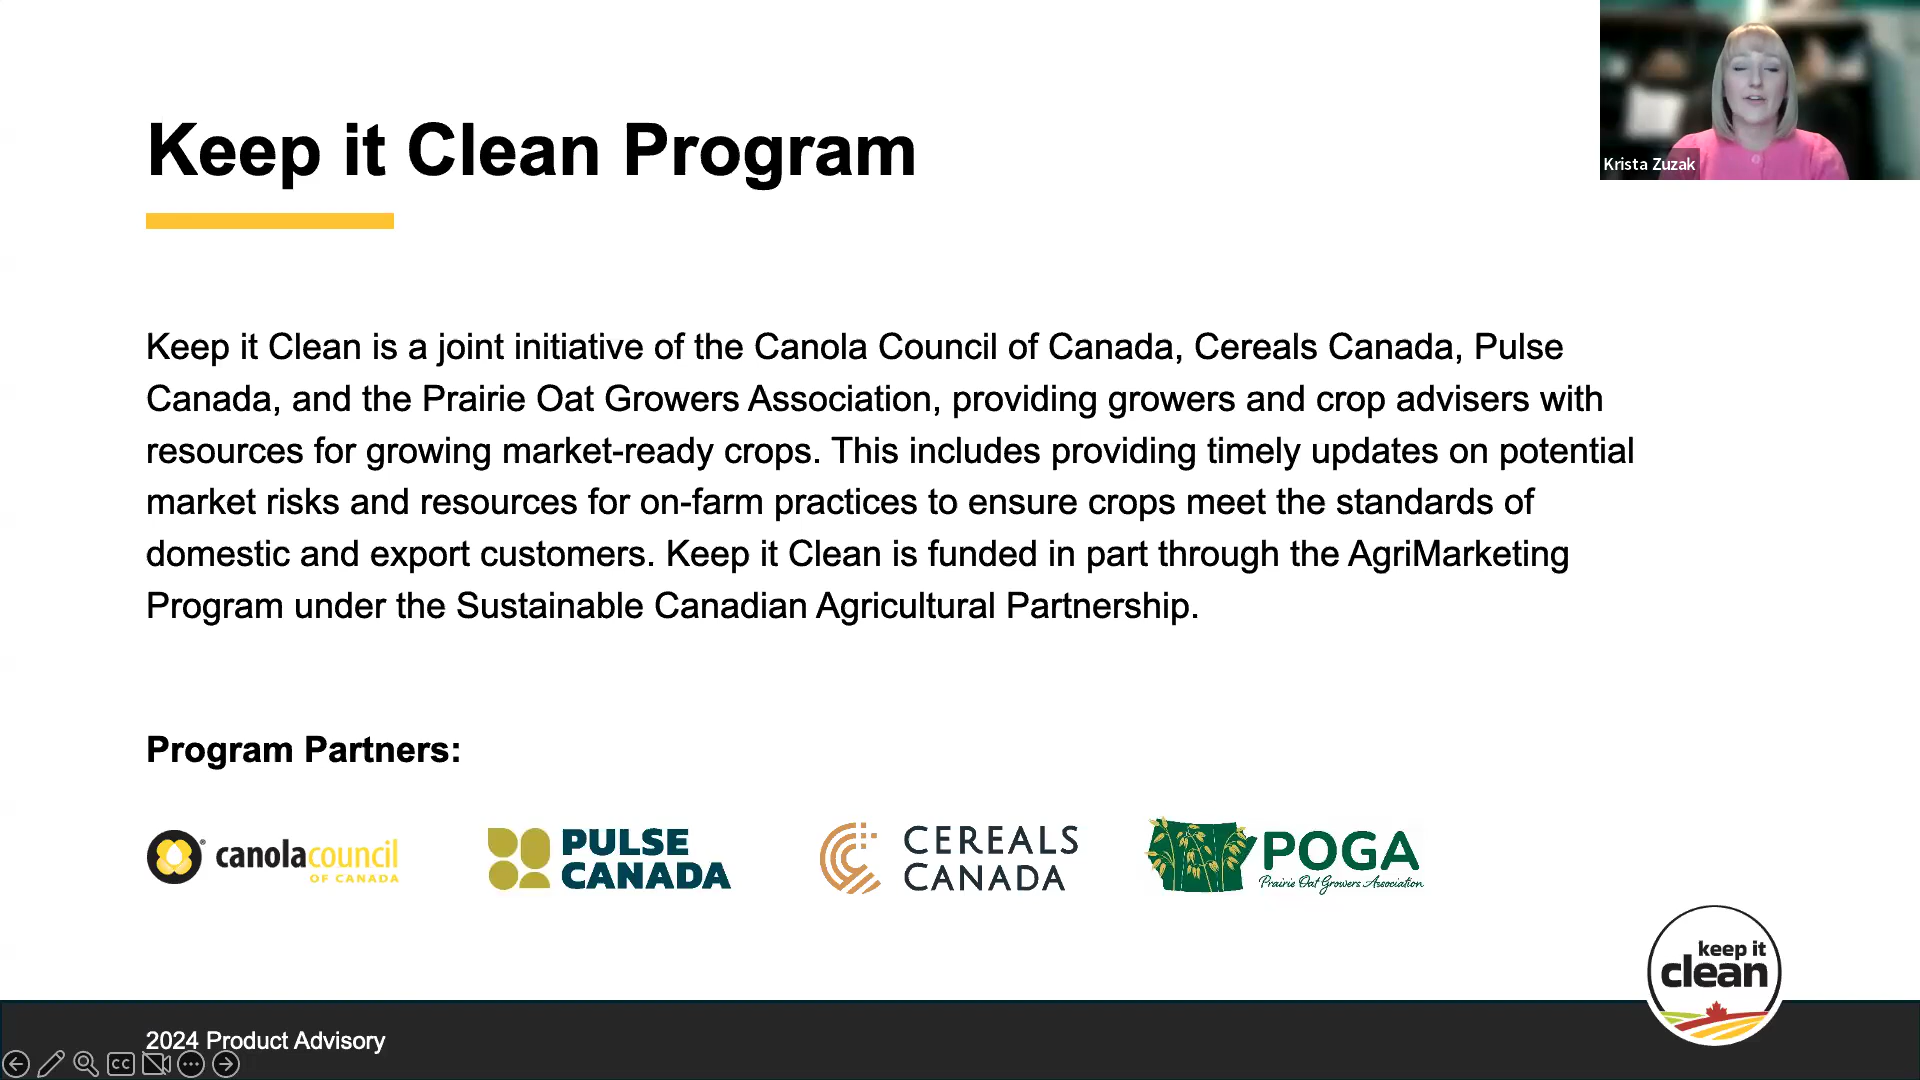 Keep it Clean Program
Krista Zuzak
Keep it Clean is a joint initiative of the Canola Council of Canada, Cereals Canada, Pulse
Canada, and the Prairie Oat Growers Association, providing growers and crop advisers with
resources for growing market-ready crops. This includes providing timely updates on potential
market risks and resources for on-farm practices to ensure crops meet the standards of
domestic and export customers. Keep it Clean is funded in part through the AgriMarketing
Program under the Sustainable Canadian Agricultural Partnership.
Program Partners:
canolacouncil
OF CANADA
PULSE
CANADA
CEREALS
CANADA
POGA
Prairie Oat Growers Association
keep it
clean
2024 Product Advisory
CC